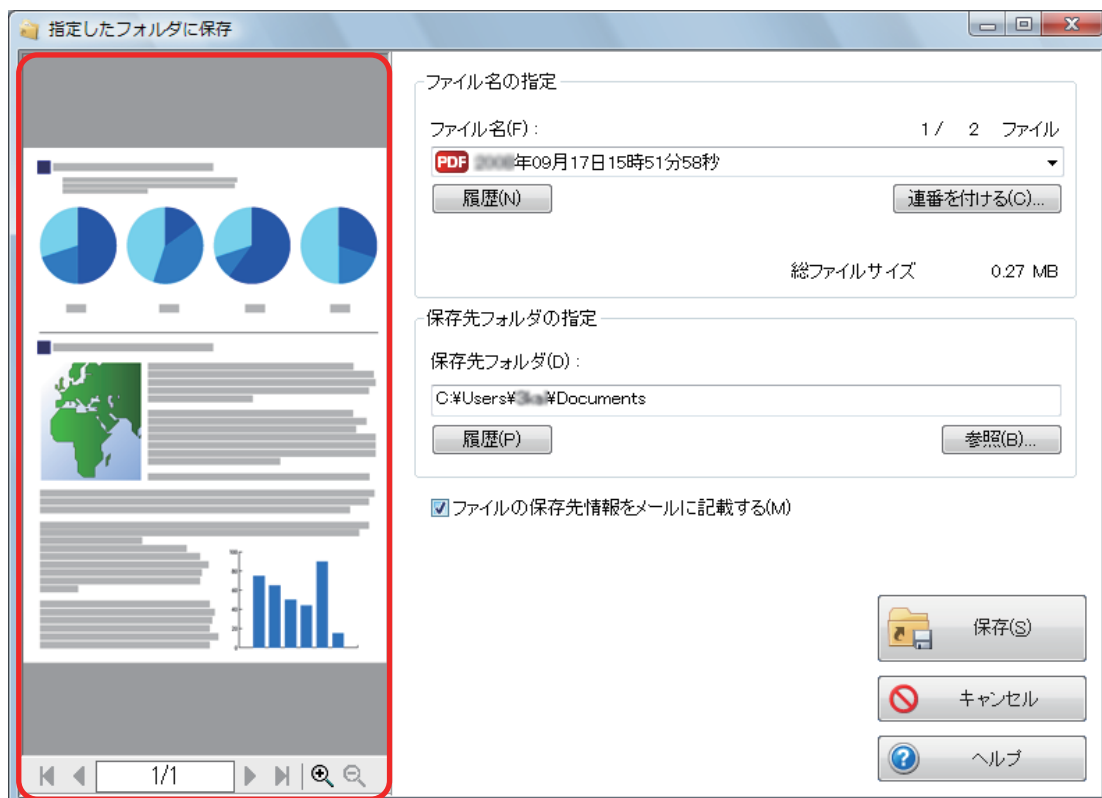 指定したフォルダに保存
ファイル名の指定
ファイル名(F):
1/ 2 ファイル
PDF 年09月17日15時51分58秒
履歴(N)
連番を付ける(C)...
総ファイルサイズ 0.27 MB
保存先フォルダの指定
保存先フォルダ(D):
C:¥Users¥ ¥Documents
履歴(P)
参照(B)...
ファイルの保存先情報をメールに記載する(M)
保存(S)
キャンセル
ヘルプ
1/1